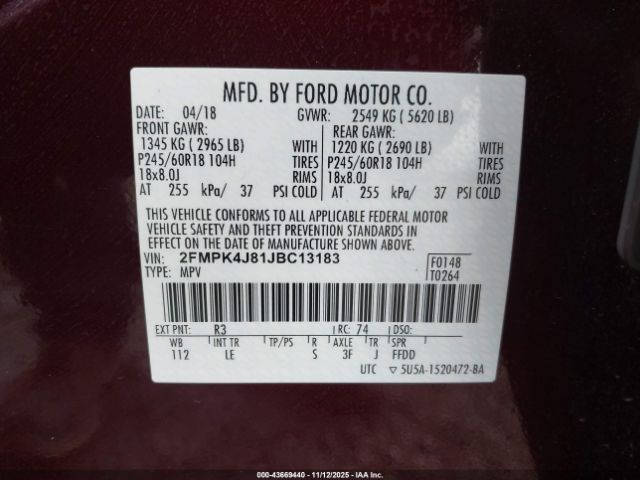 MFD. BY FORD MOTOR CO.
DATE: 04/18 GVWR: 2549 KG ( 5620 LB)
FRONT GAWR: REAR GAWR:
1345 KG ( 2965 LB) WITH 1220 KG ( 2690 LB) WITH
P245/60R18 104H TIRES P245/60R18 104H TIRES
18x8.0J RIMS 18x8.0J RIMS
AT 255 kPa/ 37 PSI COLD AT 255 kPa/ 37 PSI COLD
THIS VEHICLE CONFORMS TO ALL APPLICABLE FEDERAL MOTOR
VEHICLE SAFETY AND THEFT PREVENTION STANDARDS IN
EFFECT ON THE DATE OF MANUFACTURE SHOWN ABOVE.
VIN: 2FMPK4J81JBC13183 F0148
TYPE: MPV T0264
EXT PNT: R3 RC: 74 DSO:
WB INT TR TP/PS R AXLE TR SPR
112 LE S 3F J FFDD
UTC ▽ 5U5A-1520472-BA
000-43669440 - 11/12/2025 - IAA, Inc.